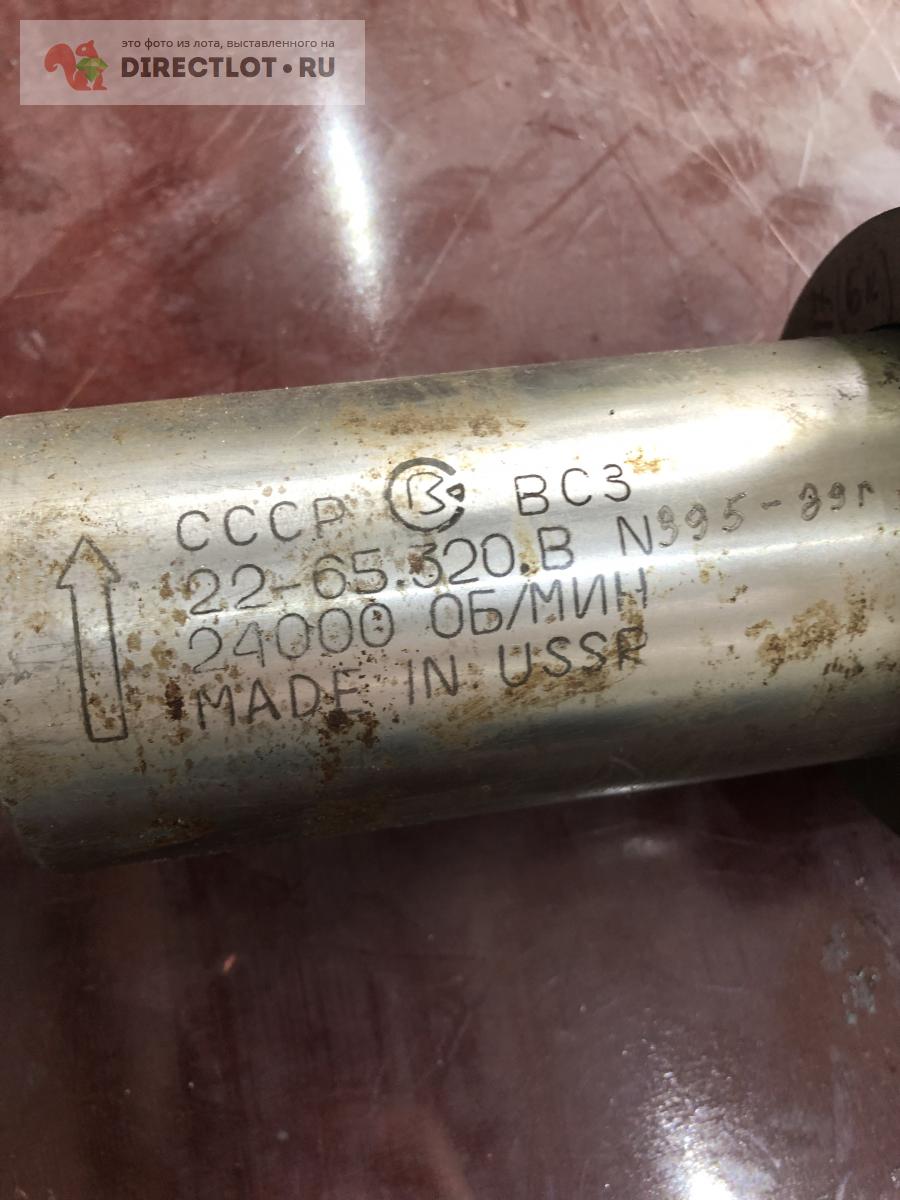 это фото из лота, выставленного на
DIRECTLOT.RU
СССР ВСЗ
22-65.320.В N995-89г
24000 ОБ/МИН
MADE IN USSR